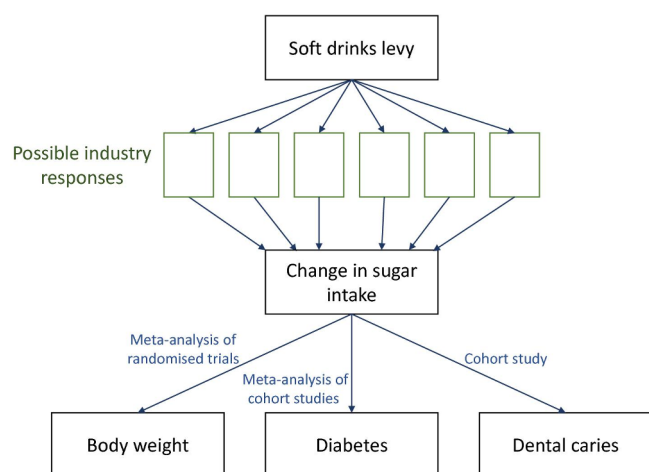 Soft drinks levy
Possible industry
responses
Change in sugar
intake
Meta-analysis of
randomised trials
Meta-analysis of
cohort studies
Cohort study
Body weight
Diabetes
Dental caries